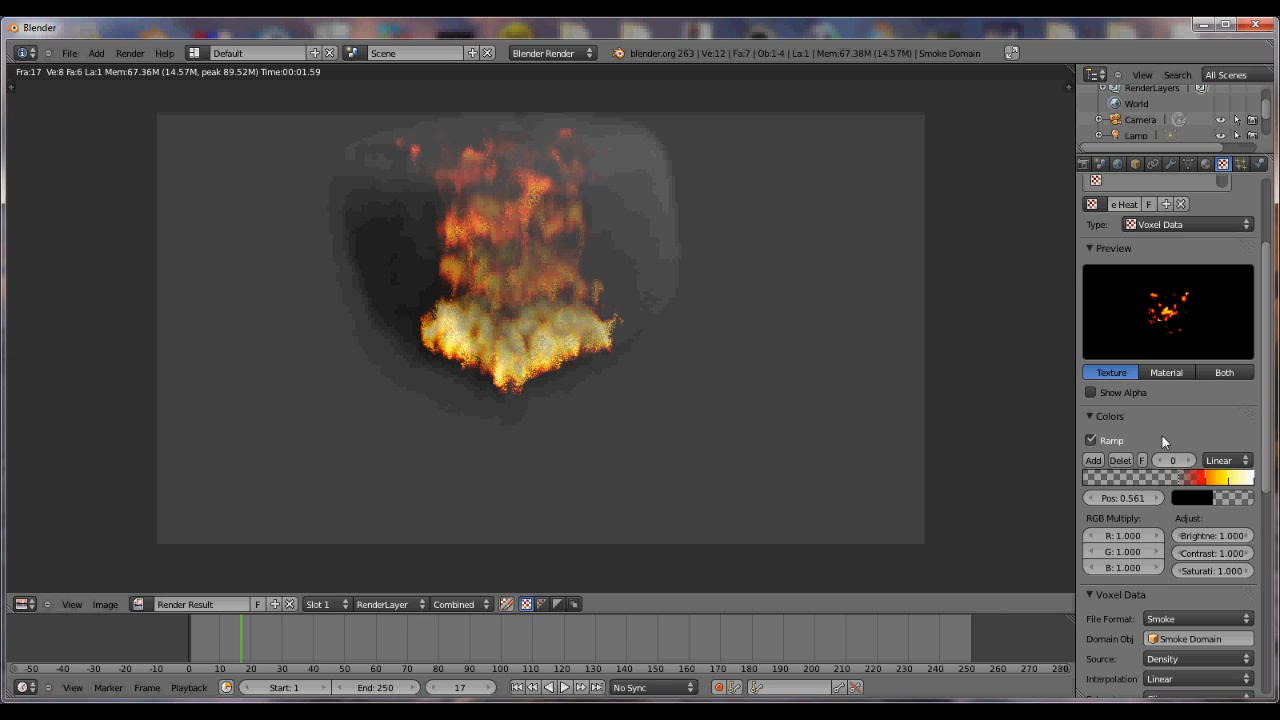 Blender
File Add Render Help Default Scene Blender Render blender.org 263 | Ve:12 | Fa:7 | Ob:1-4 | La:1 | Mem:67.38M (14.57M) | Smoke Domain
Fra:17 Ve:8 Fa:6 La:1 Mem:67.36M (14.57M, peak 89.52M) Time:00:01.59
View Search All Scenes
RenderLayers
World
Camera
Lamp
e Heat F
Type: Voxel Data
Preview
Texture Material Both
Show Alpha
Colors
Ramp
Add Delet F 0 Linear
Pos: 0.561
RGB Multiply: Adjust:
R: 1.000 Brightne: 1.000
G: 1.000 Contrast: 1.000
B: 1.000 Saturati: 1.000
Voxel Data
File Format: Smoke
Domain Obj Smoke Domain
Source: Density
Interpolation Linear
View Image Render Result F Slot 1 RenderLayer Combined
-50 -40 -30 -20 -10 0 10 20 30 40 50 60 70 80 90 100 110 120 130 140 150 160 170 180 190 200 210 220 230 240 250 260 270 280
View Marker Frame Playback Start: 1 End: 250 17 No Sync